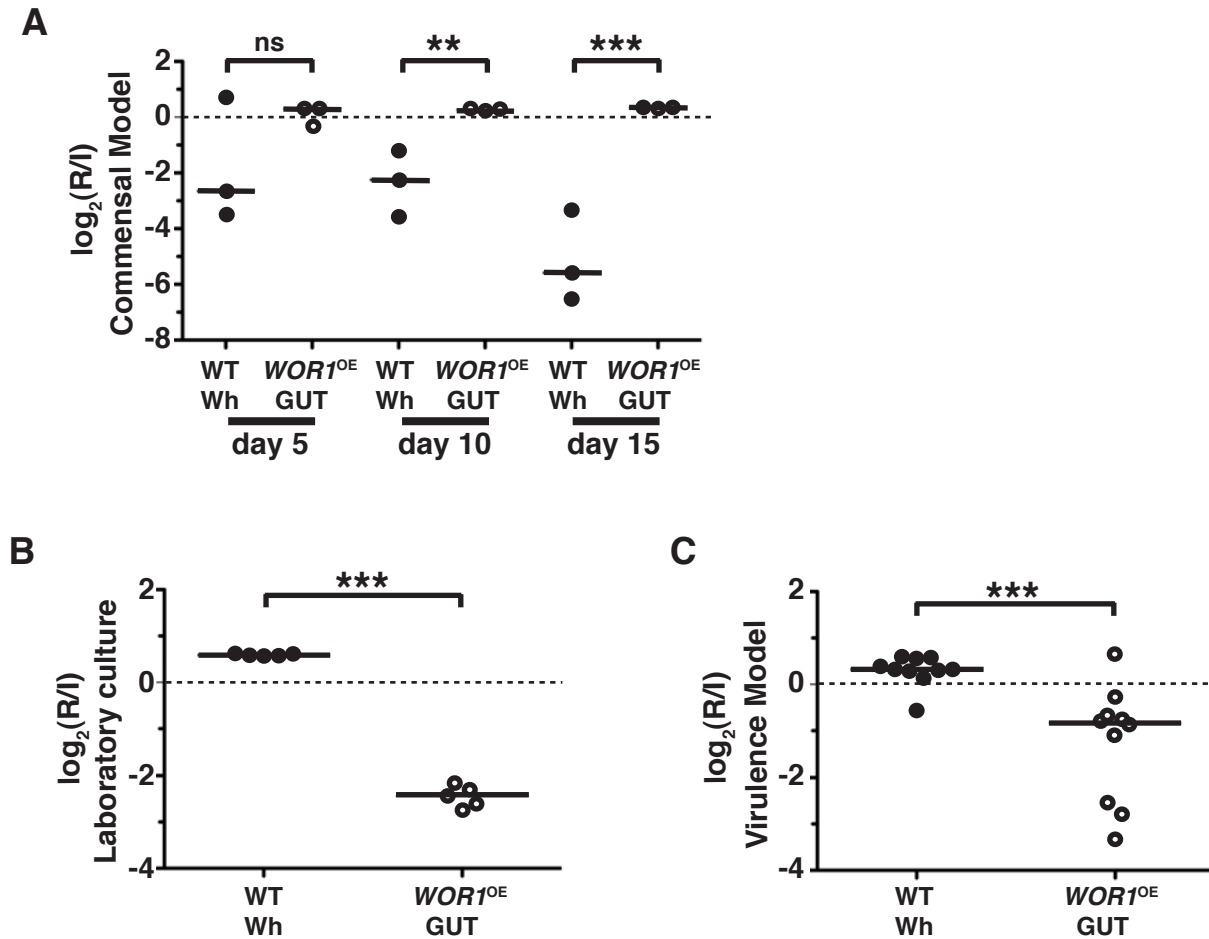 A
ns
**
***
2
0
-2
-4
-6
-8
log₂(R/I)
Commensal Model
WT WOR1ᴼᴱ WT WOR1ᴼᴱ WT WOR1ᴼᴱ
Wh GUT Wh GUT Wh GUT
day 5 day 10 day 15
B
***
2
0
-2
-4
log₂(R/I)
Laboratory culture
WT WOR1ᴼᴱ
Wh GUT
C
***
2
0
-2
-4
log₂(R/I)
Virulence Model
WT WOR1ᴼᴱ
Wh GUT